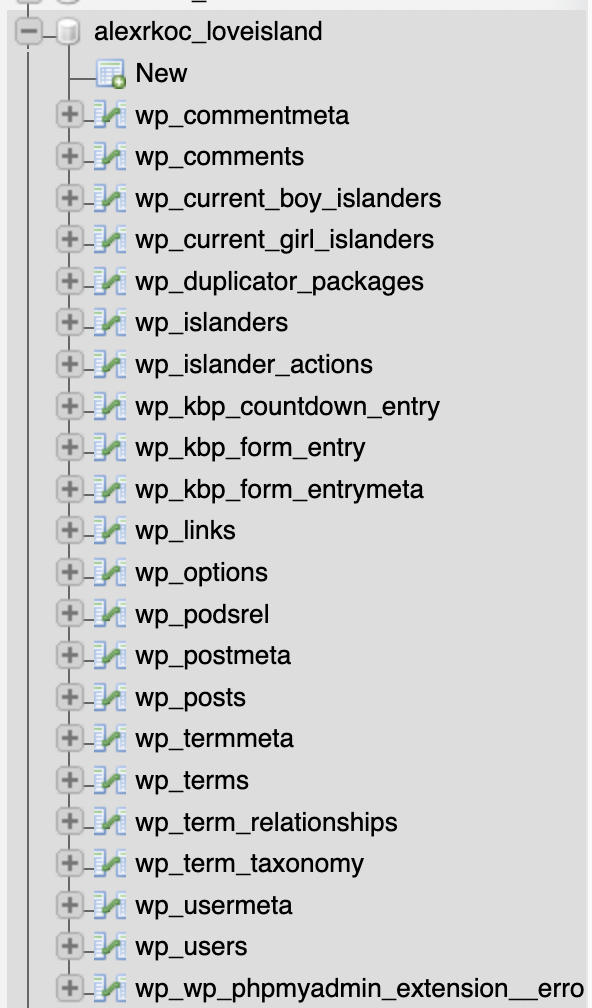 alexrkoc_loveisland
New
wp_commentmeta
wp_comments
wp_current_boy_islanders
wp_current_girl_islanders
wp_duplicator_packages
wp_islanders
wp_islander_actions
wp_kbp_countdown_entry
wp_kbp_form_entry
wp_kbp_form_entrymeta
wp_links
wp_options
wp_podsrel
wp_postmeta
wp_posts
wp_termmeta
wp_terms
wp_term_relationships
wp_term_taxonomy
wp_usermeta
wp_users
wp_wp_phpmyadmin_extension__erro